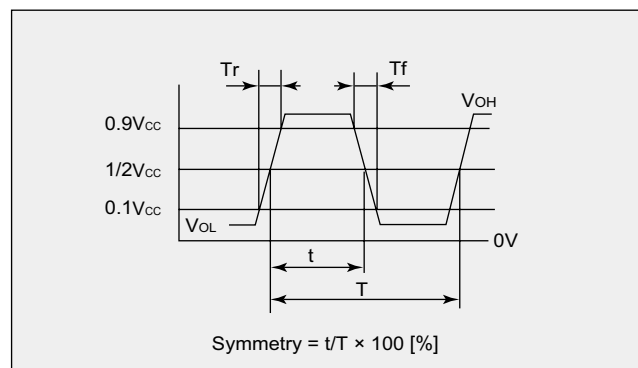 Tr
Tf
VOH
0.9Vcc
1/2Vcc
0.1Vcc
VOL
0V
t
T
Symmetry = t/T × 100 [%]